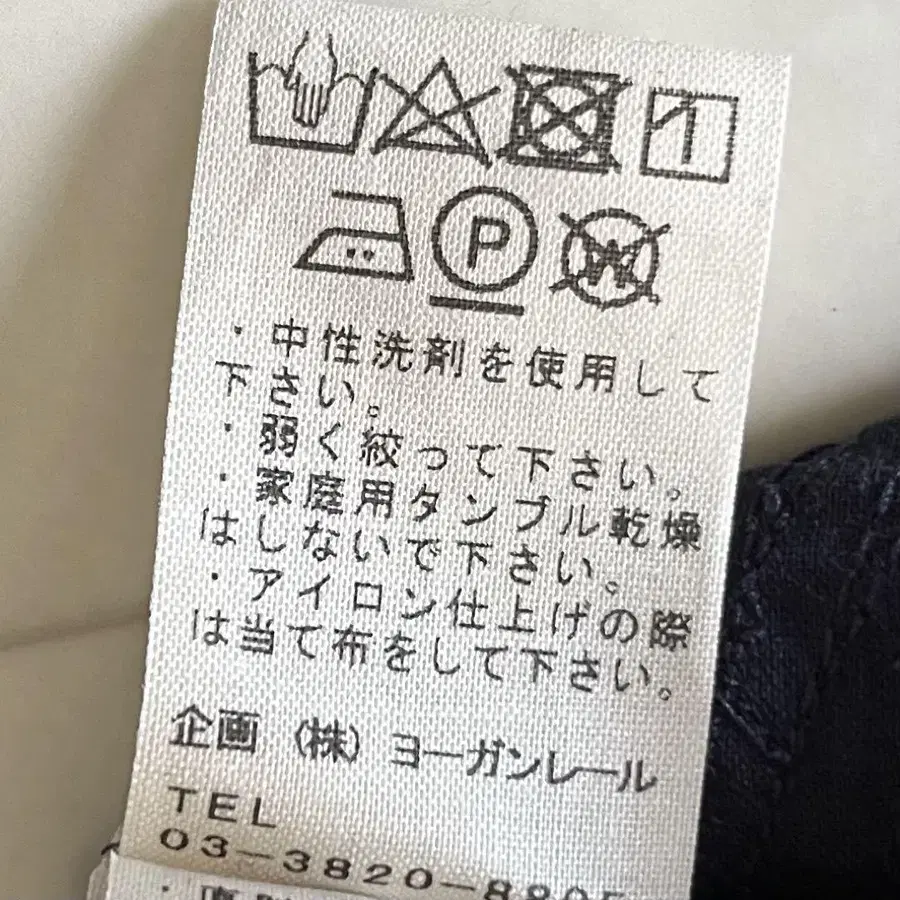 P
W
・中性洗剤を使用して
下さい。
・弱く絞って下さい。
・家庭用タンブル乾燥
はしないで下さい。
・アイロン仕上げの際
は当て布をして下さい。
企画 (株) ヨーガンレール
TEL
03-3820-8805